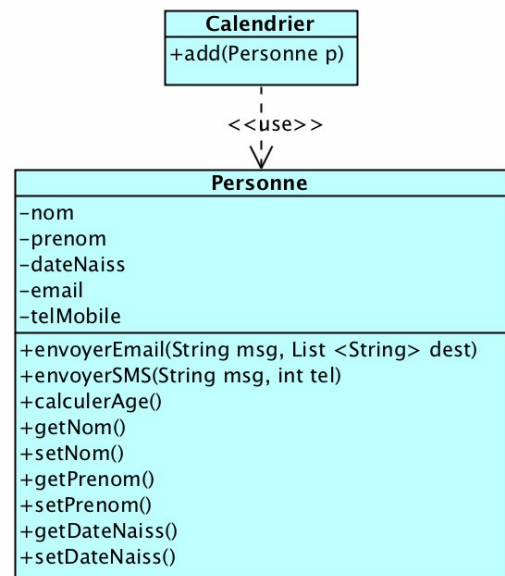 Calendrier
+add(Personne p)
<<use>>
Personne
-nom
-prenom
-dateNaiss
-email
-telMobile
+envoyerEmail(String msg, List <String> dest)
+envoyerSMS(String msg, int tel)
+calculerAge()
+getNom()
+setNom()
+getPrenom()
+setPrenom()
+getDateNaiss()
+setDateNaiss()